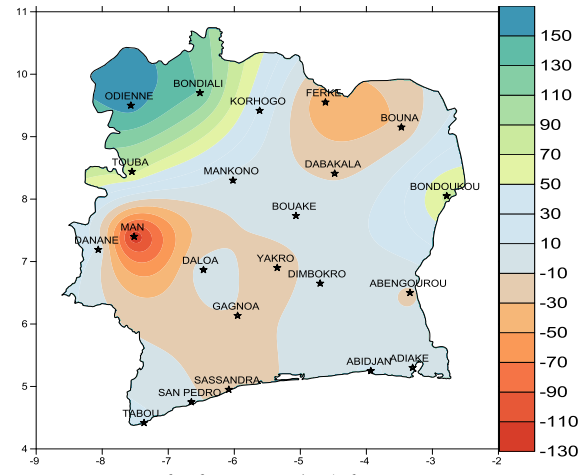 11
10
9
8
7
6
5
4
-9
-8
-7
-6
-5
-4
-3
-2
ODIENNE
BONDIALI
KORHOGO
FERKE
BOUNA
TOUBA
MANKONO
DABAKALA
BONDOUKOU
BOUAKE
MAN
DANANE
DALOA
YAKRO
DIMBOKRO
ABENGOUROU
GAGNOA
ABIDJAN
ADIAKE
SASSANDRA
SAN PEDRO
TABOU
150
130
110
90
70
50
30
10
-10
-30
-50
-70
-90
-110
-130